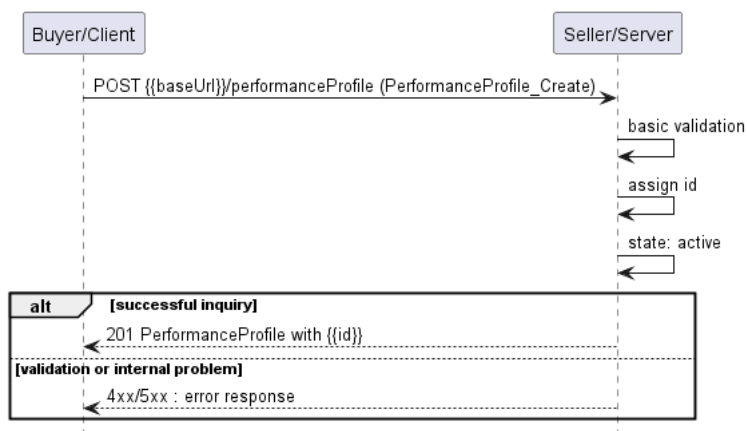 Buyer/Client
Seller/Server
POST {{baseUrl}}/performanceProfile (PerformanceProfile_Create)
basic validation
assign id
state: active
alt
[successful inquiry]
201 PerformanceProfile with {{id}}
[validation or internal problem]
4xx/5xx : error response